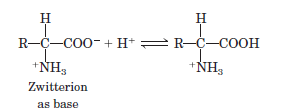 H H
R–C–COO⁻ + H⁺ ⇌ R–C–COOH
⁺NH₃ ⁺NH₃
Zwitterion
as base